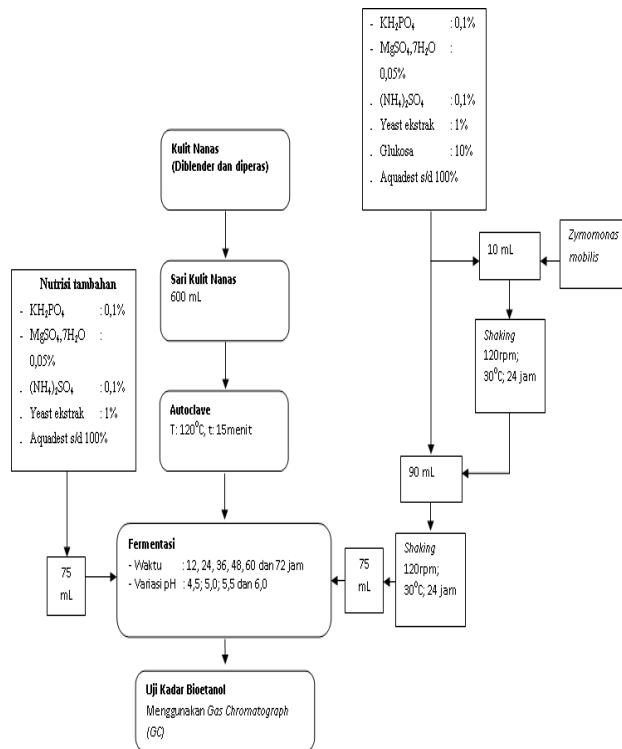 - KH₂PO₄ : 0,1%
- MgSO₄,7H₂O :
0,05%
. (NH₄)₂SO₄ : 0,1%
. Yeast ekstrak : 1%
. Glukosa : 10%
. Aquadest s/d 100%
Kulit Nanas
(Diblender dan diperas)
10 mL
Zymomonas
mobilis
Sari Kulit Nanas
600 mL
Nutrisi tambahan
- KH₂PO₄ : 0,1%
- MgSO₄,7H₂O :
0,05%
. (NH₄)₂SO₄ : 0,1%
. Yeast ekstrak : 1%
. Aquadest s/d 100%
Shaking
120rpm;
30⁰C; 24 jam
Autoclave
T: 120⁰C, t: 15menit
90 mL
Fermentasi
- Waktu : 12, 24, 36, 48, 60 dan 72 jam
- Variasi pH : 4,5; 5,0; 5,5 dan 6,0
75
mL
75
mL
Shaking
120rpm;
30⁰C; 24 jam
Uji Kadar Bioetanol
Menggunakan Gas Chromatograph
(GC)